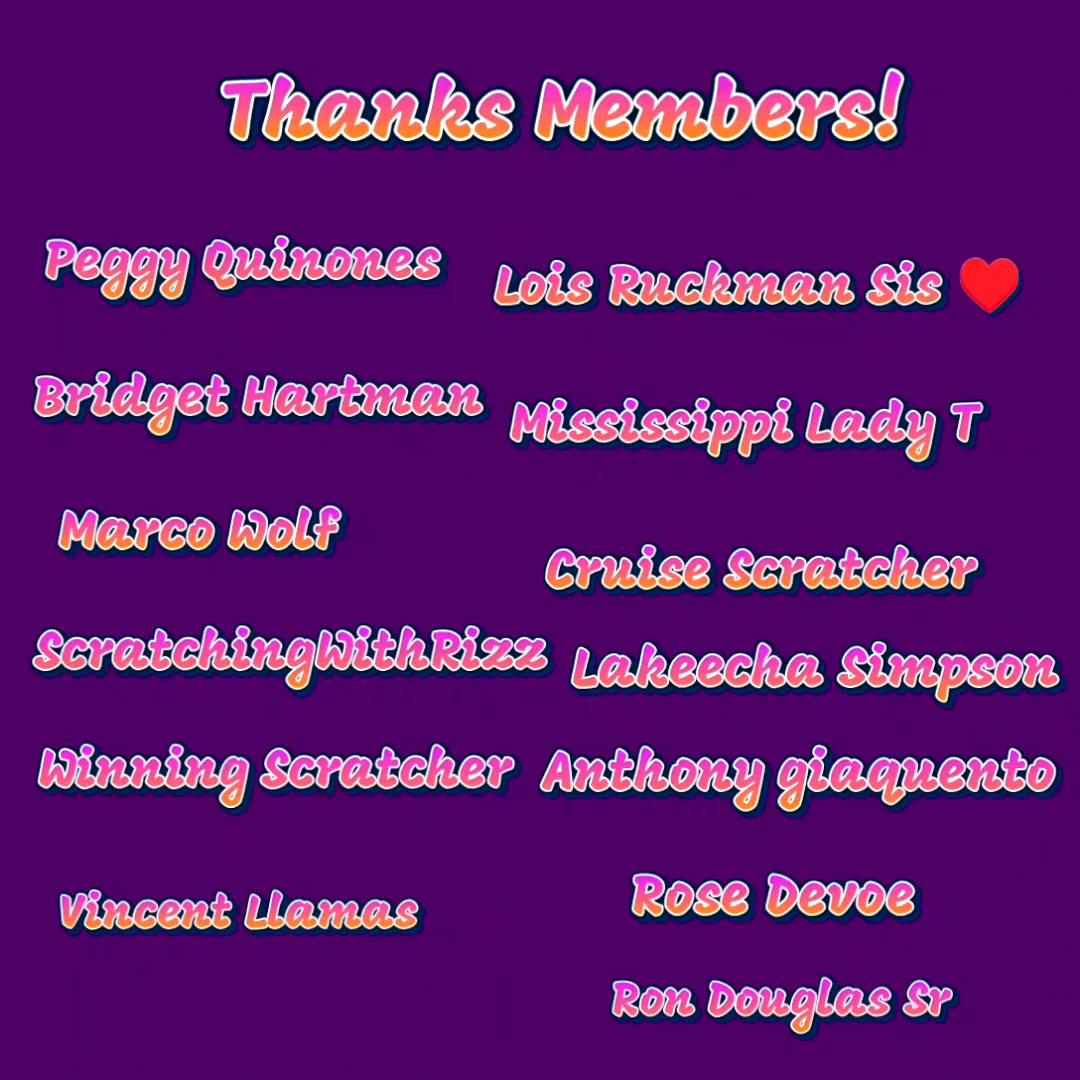 Thanks Members!
Peggy Quinones
Lois Ruckman Sis ❤️
Bridget Hartman
Mississippi Lady T
Marco Wolf
Cruise Scratcher
ScratchingWithRizz
Lakeecha Simpson
Winning Scratcher
Anthony giaquento
Vincent Llamas
Rose Devoe
Ron Douglas Sr